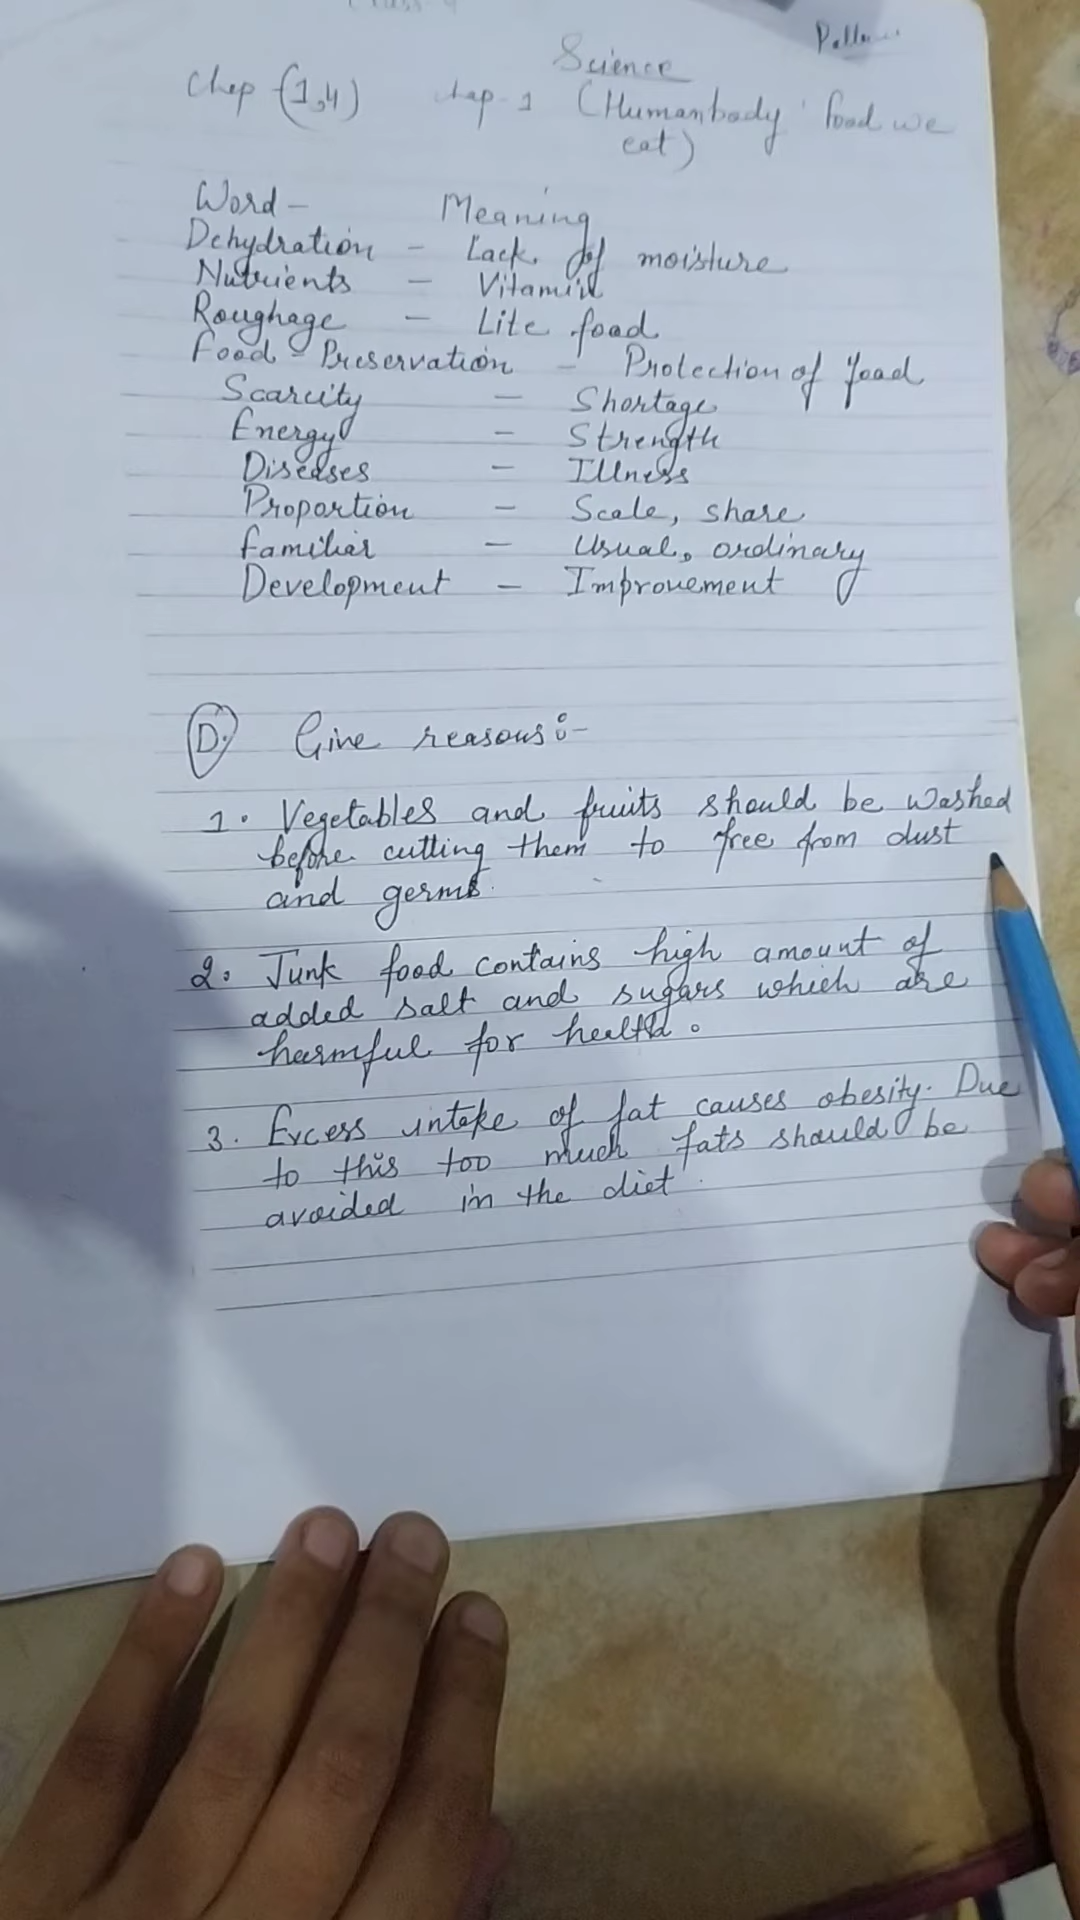 Science
Chep (1,4) Chap-1 (Humanbody food we
eat)
Word - Meaning
Dehydration - Lack of moisture
Nutrients - Vitamin
Roughage - Lite food
Food - Preservation - Protection of food
Scarcity - Shortage
Energy - Strength
Diseases - Illness
Proportion - Scale, share
familiar - Usual, ordinary
Development - Improvement
D. Give reasons :-
1. Vegetables and fruits should be washed
before cutting them to free from dust
and germs.
2. Junk food contains high amount of
added salt and sugars which are
harmful for health.
3. Excess intake of fat causes obesity. Due
to this too much fats should be
avoided in the diet.